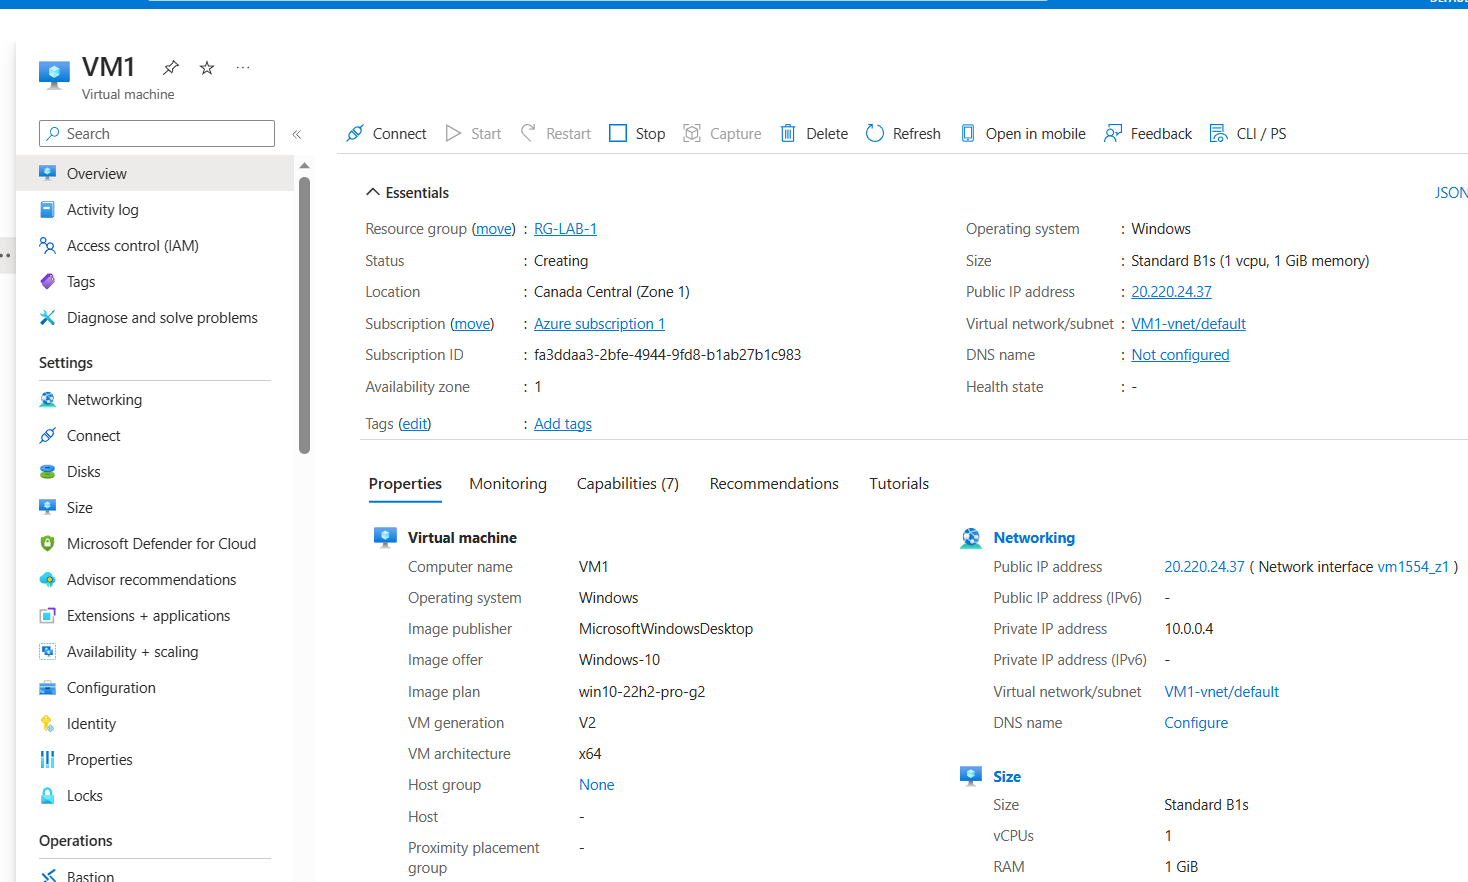 VM1
Virtual machine
Search
Connect Start Restart Stop Capture Delete Refresh Open in mobile Feedback CLI / PS
Overview
Activity log
Access control (IAM)
Tags
Diagnose and solve problems
Settings
Networking
Connect
Disks
Size
Microsoft Defender for Cloud
Advisor recommendations
Extensions + applications
Availability + scaling
Configuration
Identity
Properties
Locks
Operations
Bastion
Essentials
JSON
Resource group (move) : RG-LAB-1
Status : Creating
Location : Canada Central (Zone 1)
Subscription (move) : Azure subscription 1
Subscription ID : fa3ddaa3-2bfe-4944-9fd8-b1ab27b1c983
Availability zone : 1
Tags (edit) : Add tags
Operating system : Windows
Size : Standard B1s (1 vcpu, 1 GiB memory)
Public IP address : 20.220.24.37
Virtual network/subnet : VM1-vnet/default
DNS name : Not configured
Health state : -
Properties Monitoring Capabilities (7) Recommendations Tutorials
Virtual machine
Computer name VM1
Operating system Windows
Image publisher MicrosoftWindowsDesktop
Image offer Windows-10
Image plan win10-22h2-pro-g2
VM generation V2
VM architecture x64
Host group None
Host -
Proximity placement -
group
Networking
Public IP address 20.220.24.37 ( Network interface vm1554_z1 )
Public IP address (IPv6) -
Private IP address 10.0.0.4
Private IP address (IPv6) -
Virtual network/subnet VM1-vnet/default
DNS name Configure
Size
Size Standard B1s
vCPUs 1
RAM 1 GiB